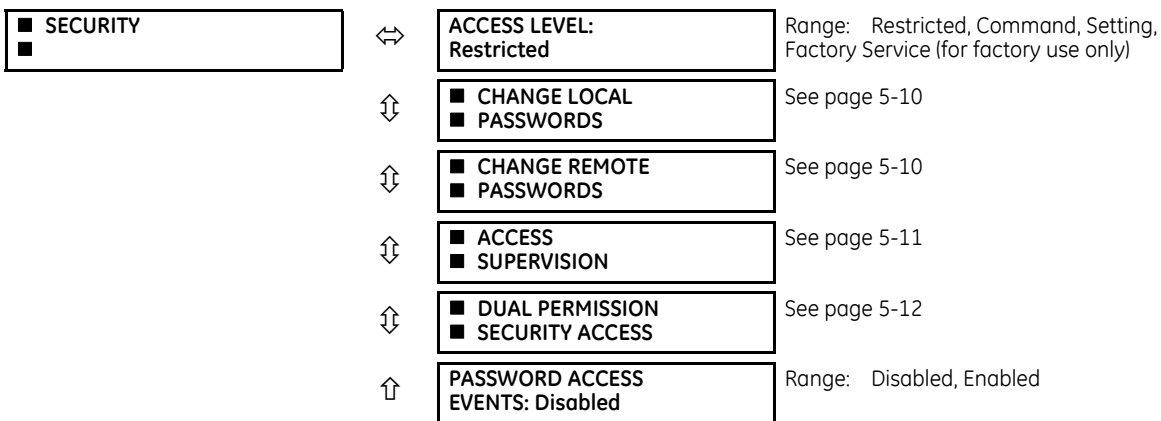 ■ SECURITY
■
ACCESS LEVEL:
Restricted
Range: Restricted, Command, Setting,
Factory Service (for factory use only)
■ CHANGE LOCAL
■ PASSWORDS
See page 5-10
■ CHANGE REMOTE
■ PASSWORDS
See page 5-10
■ ACCESS
■ SUPERVISION
See page 5-11
■ DUAL PERMISSION
■ SECURITY ACCESS
See page 5-12
PASSWORD ACCESS
EVENTS: Disabled
Range: Disabled, Enabled